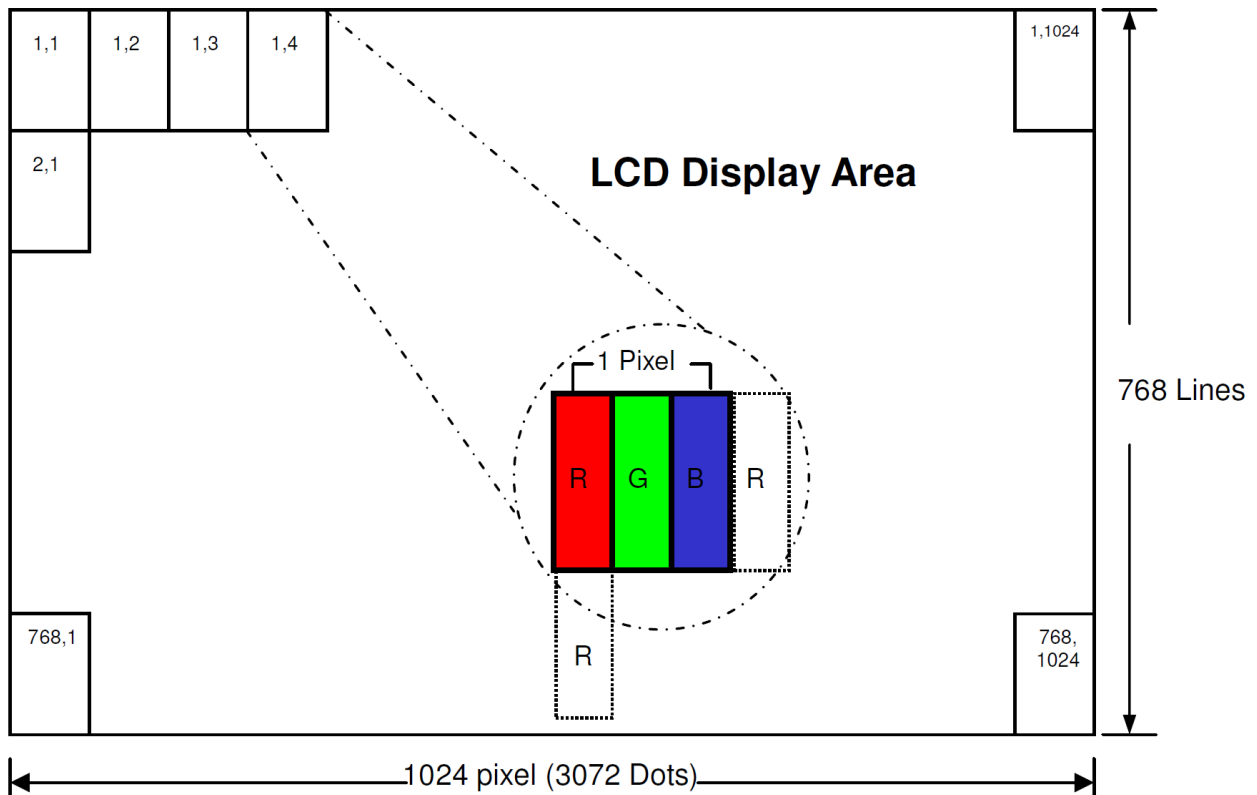 1,1
1,2
1,3
1,4
1,1024
2,1
LCD Display Area
1 Pixel
768 Lines
R
G
B
R
768,1
R
768,
1024
1024 pixel (3072 Dots)